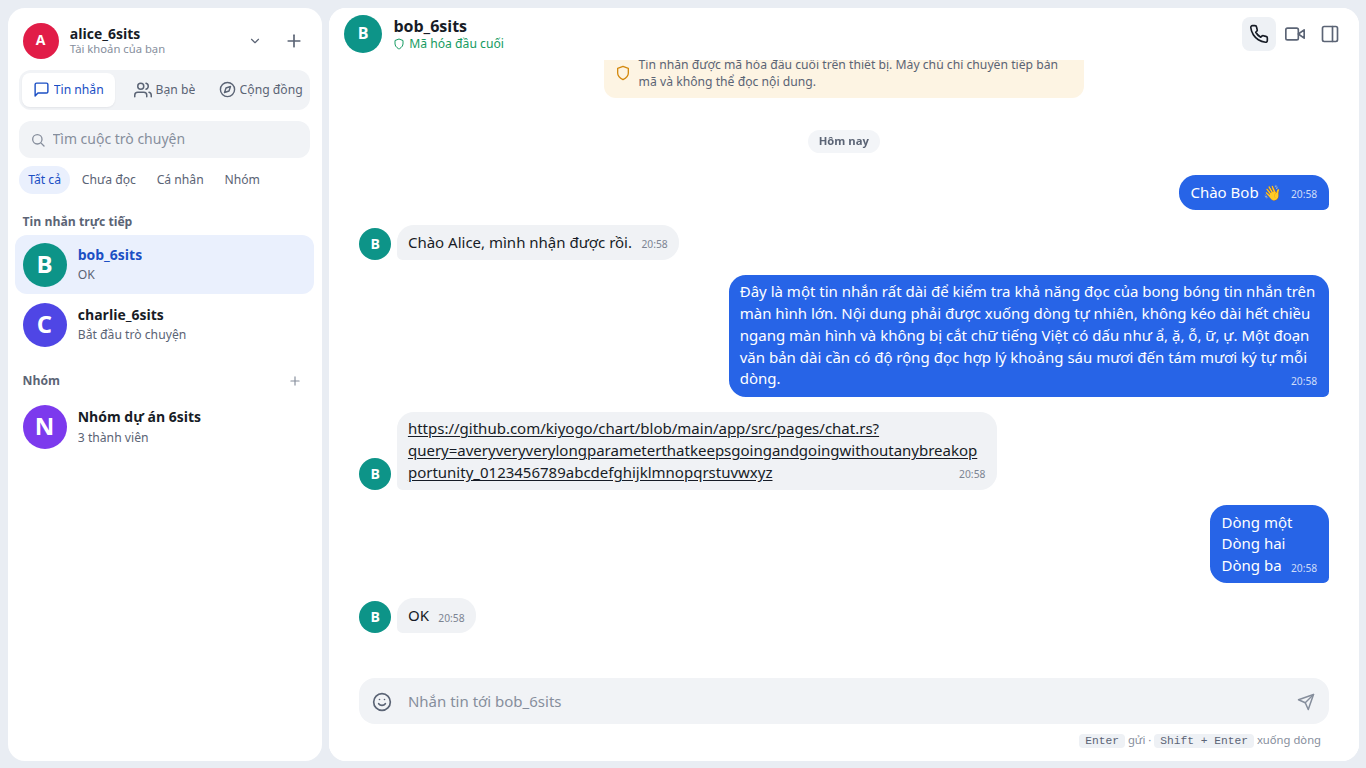 A
alice_6sits
Tài khoản của bạn
Tin nhắn
Bạn bè
Cộng đồng
Tìm cuộc trò chuyện
Tất cả
Chưa đọc
Cá nhân
Nhóm
Tin nhắn trực tiếp
B
bob_6sits
OK
C
charlie_6sits
Bắt đầu trò chuyện
Nhóm
N
Nhóm dự án 6sits
3 thành viên
B
bob_6sits
Mã hóa đầu cuối
Tin nhắn được mã hóa đầu cuối trên thiết bị. Máy chủ chỉ chuyển tiếp bản
mã và không thể đọc nội dung.
Hôm nay
Chào Bob 👋 20:58
B
Chào Alice, mình nhận được rồi. 20:58
Đây là một tin nhắn rất dài để kiểm tra khả năng đọc của bong bóng tin nhắn trên
màn hình lớn. Nội dung phải được xuống dòng tự nhiên, không kéo dài hết chiều
ngang màn hình và không bị cắt chữ tiếng Việt có dấu như ẩ, ặ, ỗ, ữ, ự. Một đoạn
văn bản dài cần có độ rộng đọc hợp lý khoảng sáu mươi đến tám mươi ký tự mỗi
dòng. 20:58
https://github.com/kiyogo/chart/blob/main/app/src/pages/chat.rs?
query=averyveryverylongparameterthatkeepsgoingandgoingwithoutanybreakop
portunity_0123456789abcdefghijklmnopqrstuvwxyz 20:58
B
Dòng một
Dòng hai
Dòng ba 20:58
B
OK 20:58
Nhắn tin tới bob_6sits
Enter gửi · Shift + Enter xuống dòng